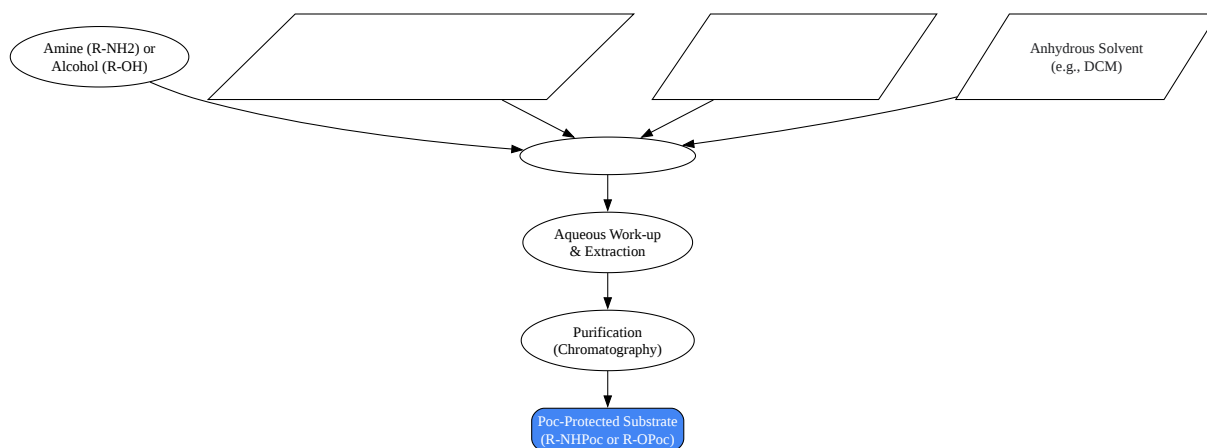 Amine (R-NH2) or
Alcohol (R-OH)
Anhydrous Solvent
(e.g., DCM)
Aqueous Work-up
& Extraction
Purification
(Chromatography)
Poc-Protected Substrate
(R-NHPoc or R-OPoc)